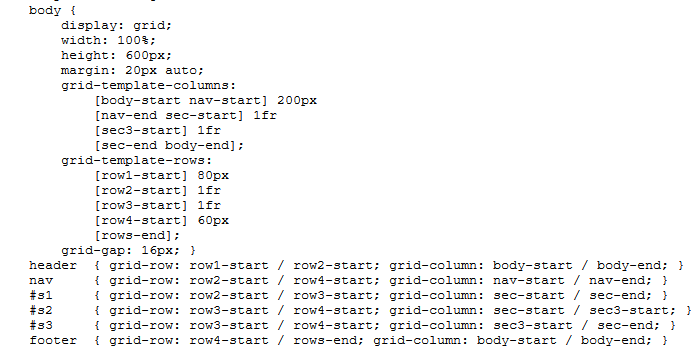 body {
display: grid;
width: 100%;
height: 600px;
margin: 20px auto;
grid-template-columns:
[body-start nav-start] 200px
[nav-end sec-start] 1fr
[sec3-start] 1fr
[sec-end body-end];
grid-template-rows:
[row1-start] 80px
[row2-start] 1fr
[row3-start] 1fr
[row4-start] 60px
[rows-end];
grid-gap: 16px; }
header { grid-row: row1-start / row2-start; grid-column: body-start / body-end; }
nav { grid-row: row2-start / row4-start; grid-column: nav-start / nav-end; }
#s1 { grid-row: row2-start / row3-start; grid-column: sec-start / sec-end; }
#s2 { grid-row: row3-start / row4-start; grid-column: sec-start / sec3-start; }
#s3 { grid-row: row3-start / row4-start; grid-column: sec3-start / sec-end; }
footer { grid-row: row4-start / rows-end; grid-column: body-start / body-end; }